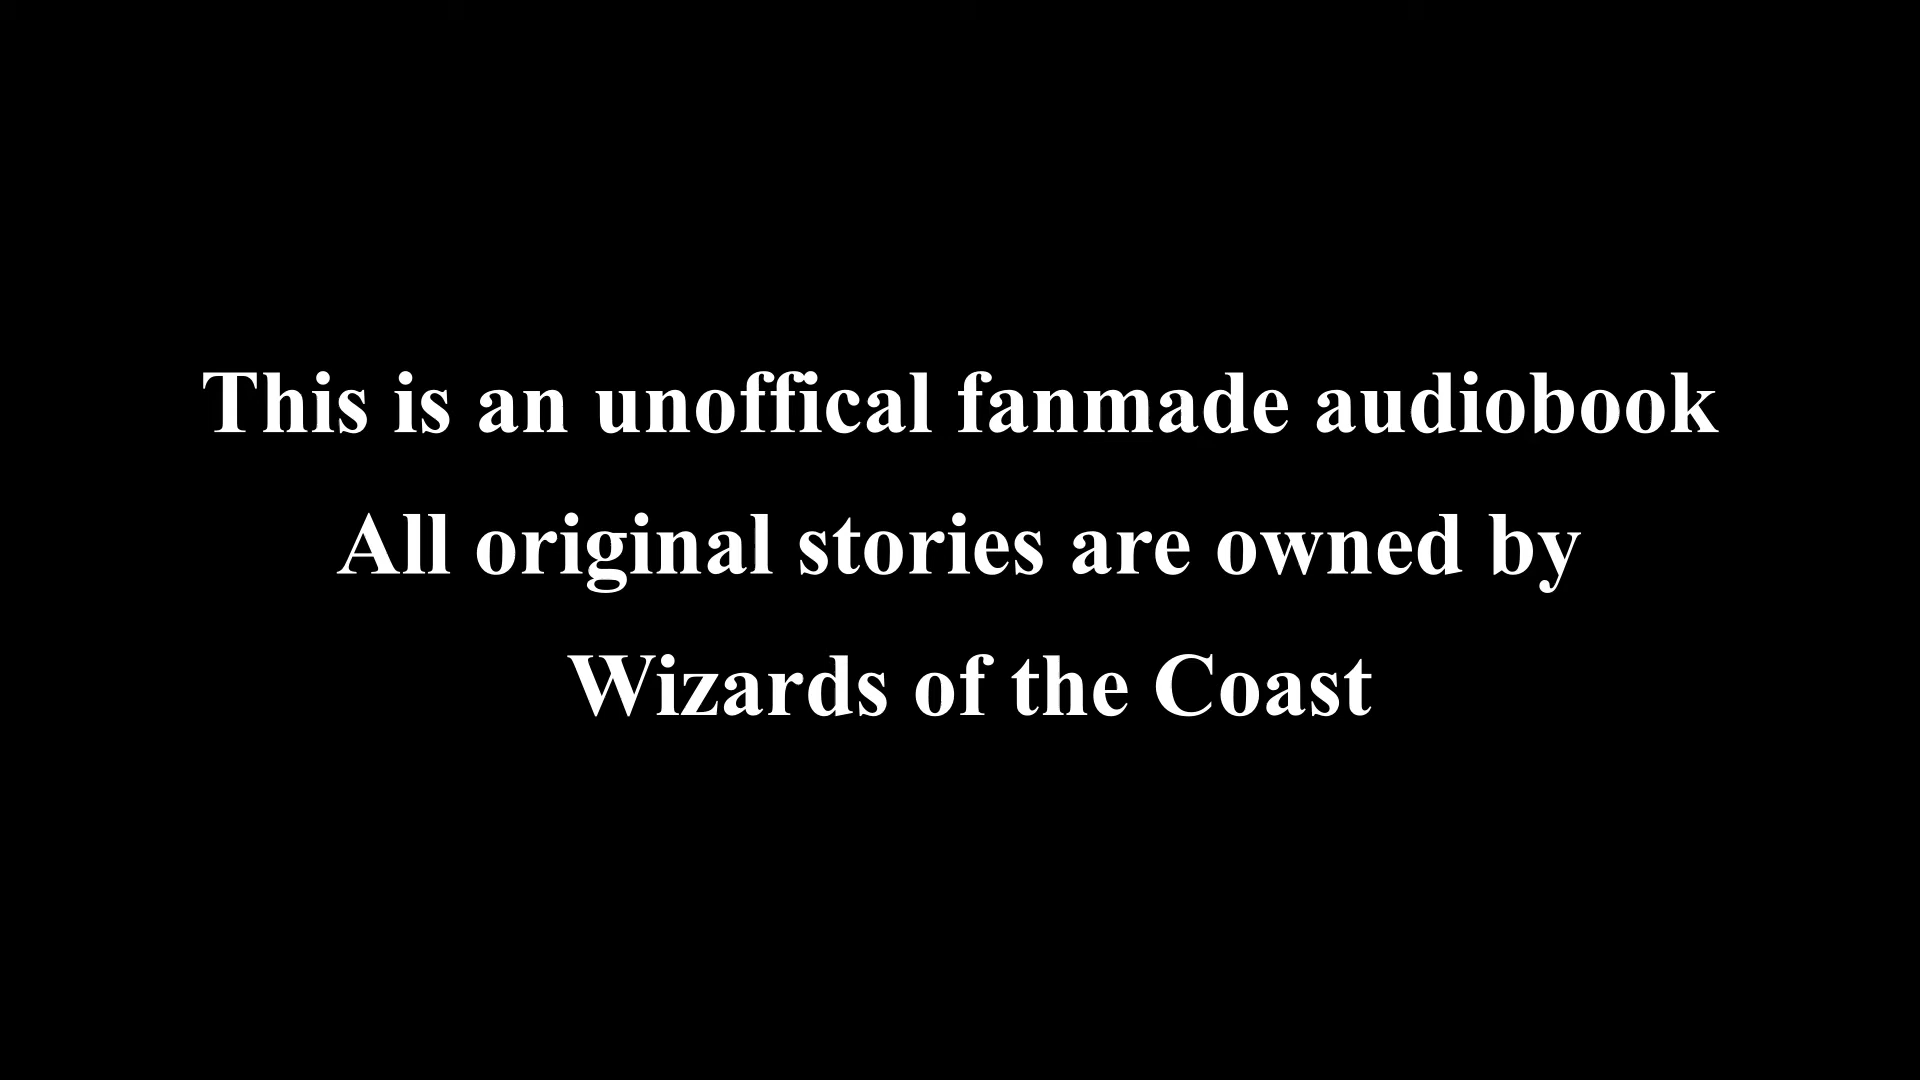 This is an unoffical fanmade audiobook
All original stories are owned by
Wizards of the Coast